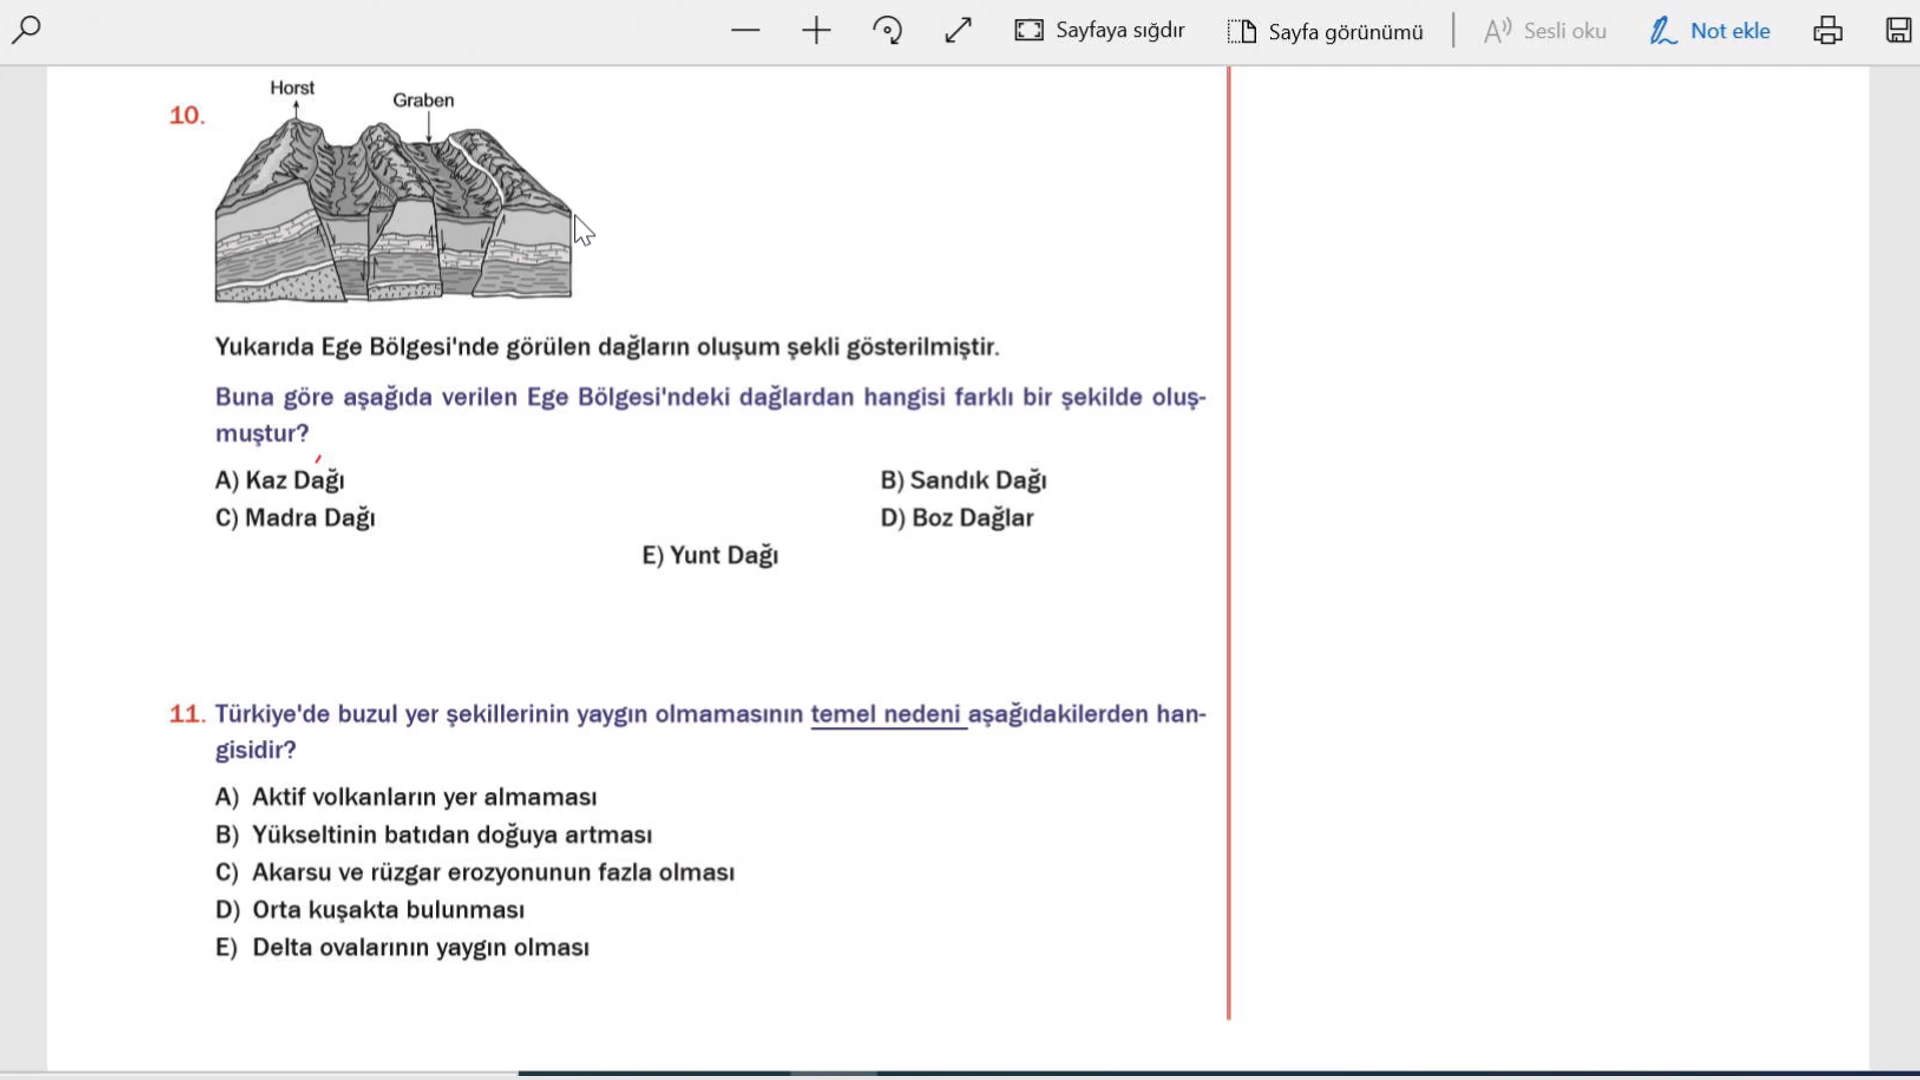 Sayfaya sığdır
Sayfa görünümü
Sesli oku
Not ekle
Horst
Graben
10.
Yukarıda Ege Bölgesi'nde görülen dağların oluşum şekli gösterilmiştir.
Buna göre aşağıda verilen Ege Bölgesi'ndeki dağlardan hangisi farklı bir şekilde oluş-
muştur?
A) Kaz Dağı
B) Sandık Dağı
C) Madra Dağı
D) Boz Dağlar
E) Yunt Dağı
11. Türkiye'de buzul yer şekillerinin yaygın olmamasının temel nedeni aşağıdakilerden han-
gisidir?
A) Aktif volkanların yer almaması
B) Yükseltinin batıdan doğuya artması
C) Akarsu ve rüzgar erozyonunun fazla olması
D) Orta kuşakta bulunması
E) Delta ovalarının yaygın olması